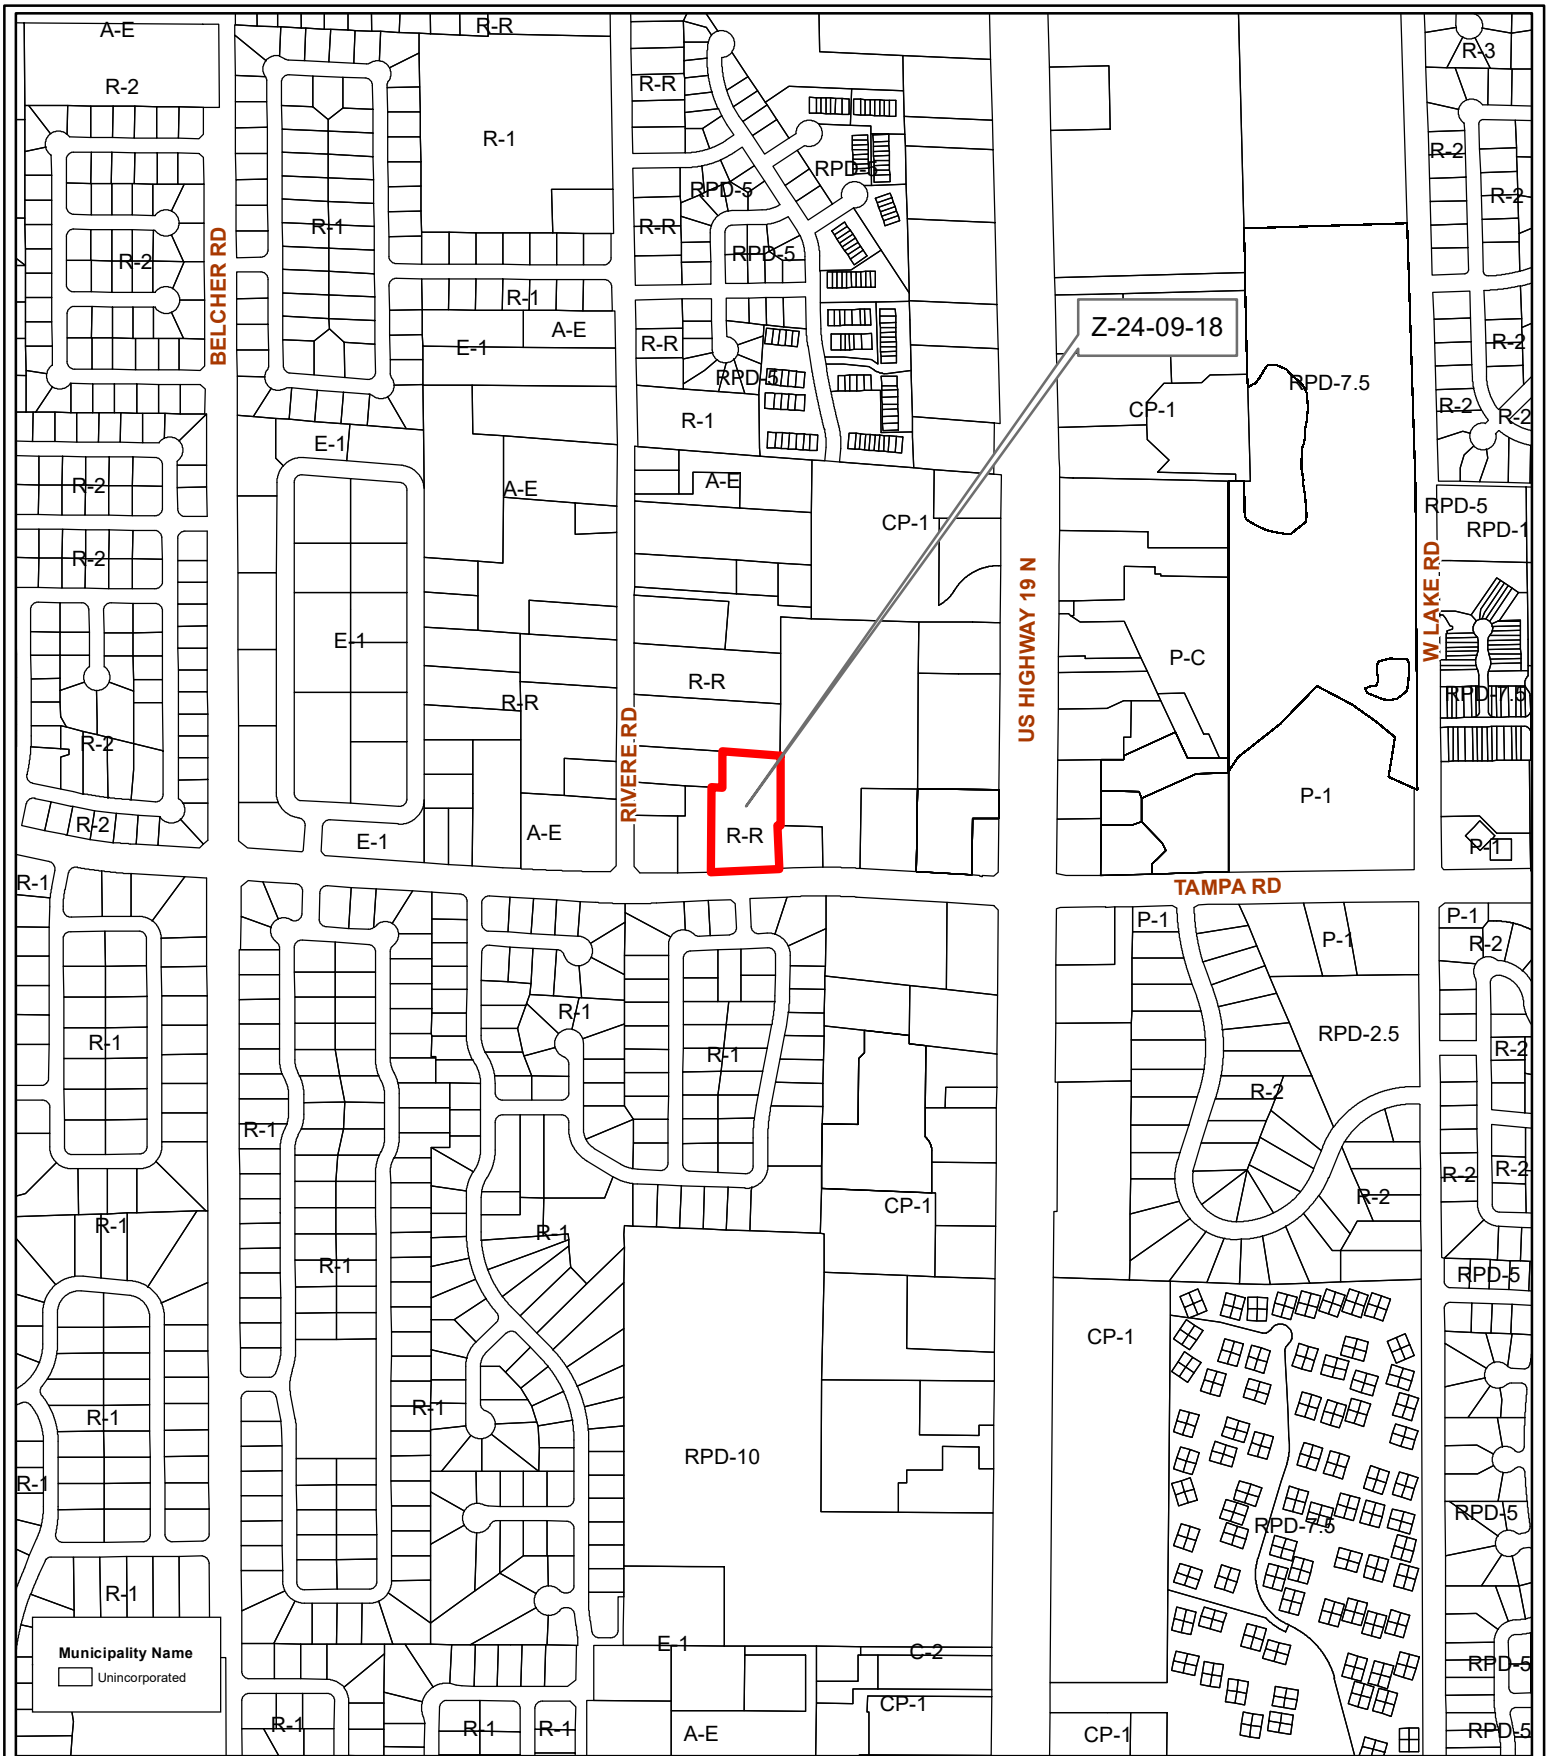 A-E
R-R
R-3
R-2
R-R
R-1
R-2
RPD-5
RPD-5
R-2
R-1
R-R
R-2
RPD-5
BELCHER RD
R-1
A-E
Z-24-09-18
E-1
R-R
R-2
RPD-5
RPD-7.5
R-1
CP-1
R-2
R-2
E-1
R-2
A-E
A-E
RPD-5
CP-1
RPD-1
R-2
US HIGHWAY 19 N
W LAKE RD
E-1
P-C
R-R
R-R
RPD-7.5
R-2
RIVERE RD
P-1
R-2
E-1
A-E
R-R
P-1
R-1
TAMPA RD
P-1
P-1
P-1
R-2
R-1
R-1
R-1
RPD-2.5
R-2
R-2
R-1
R-2
R-2
R-2
R-1
R-1
CP-1
R-1
RPD-5
CP-1
R-1
R-1
RPD-10
R-1
RPD-5
RPD-7.5
R-1
Municipality Name
Unincorporated
E-1
C-2
RPD-5
CP-1
R-1
R-1
R-1
A-E
CP-1
RPD-5